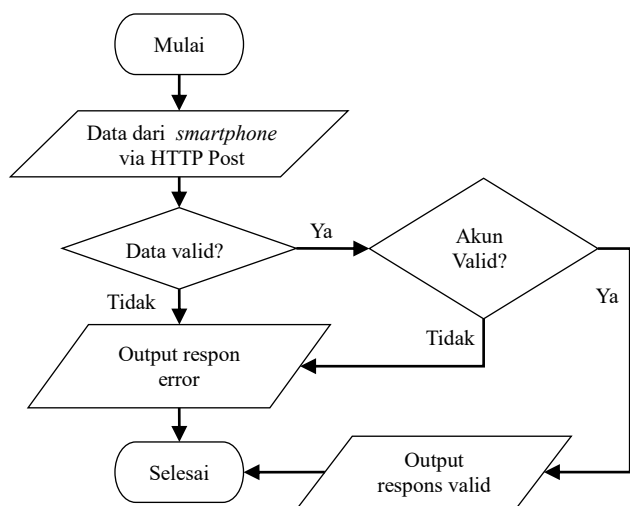 Mulai
Data dari smartphone
via HTTP Post
Data valid?
Ya
Akun
Valid?
Ya
Tidak
Tidak
Output respon
error
Selesai
Output
respons valid